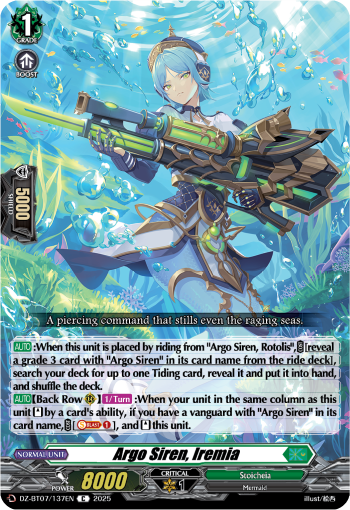 1
GRADE
BOOST
5000
SHIELD
A piercing command that stills even the raging seas.
AUTO:When this unit is placed by riding from "Argo Siren, Rotolis", [reveal
a grade 3 card with "Argo Siren" in its card name from the ride deck],
search your deck for up to one Tiding card, reveal it and put it into hand,
and shuffle the deck.
AUTO [Back Row] 1/Turn :When your unit in the same column as this
unit by a card's ability, if you have a vanguard with "Argo Siren" in its
card name, [SBLAST 1], and this unit.
NORMAL UNIT
Argo Siren, Iremia
POWER 8000
CRITICAL
1
Stoicheia
Mermaid
DZ-BT07/137EN C 2025
illust/松西